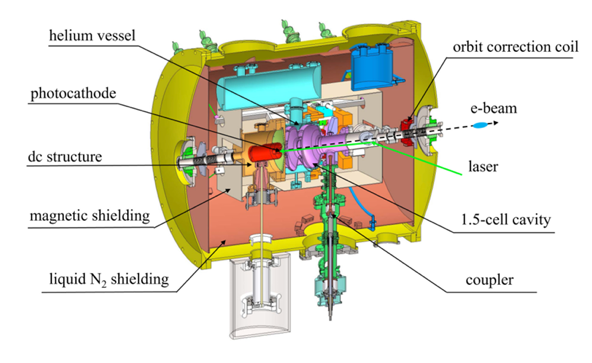 helium vessel
orbit correction coil
photocathode
e-beam
dc structure
laser
magnetic shielding
1.5-cell cavity
liquid N₂ shielding
coupler